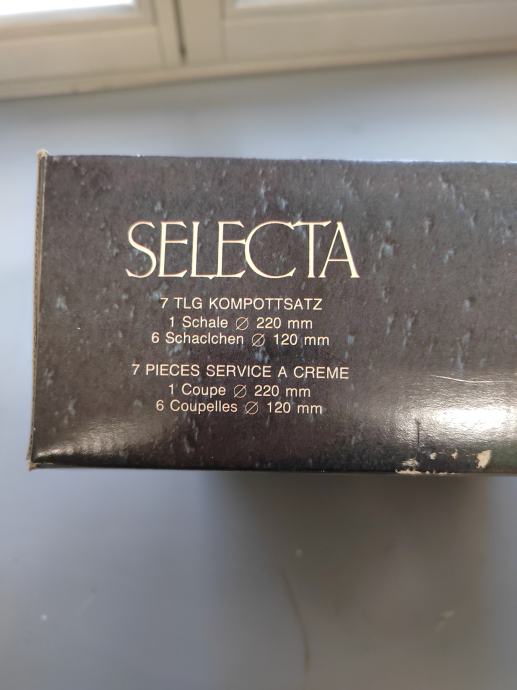 SELECTA
7 TLG KOMPOTTSATZ
1 Schale ∅ 220 mm
6 Schaclchen ∅ 120 mm
7 PIECES SERVICE A CREME
1 Coupe ∅ 220 mm
6 Coupelles ∅ 120 mm